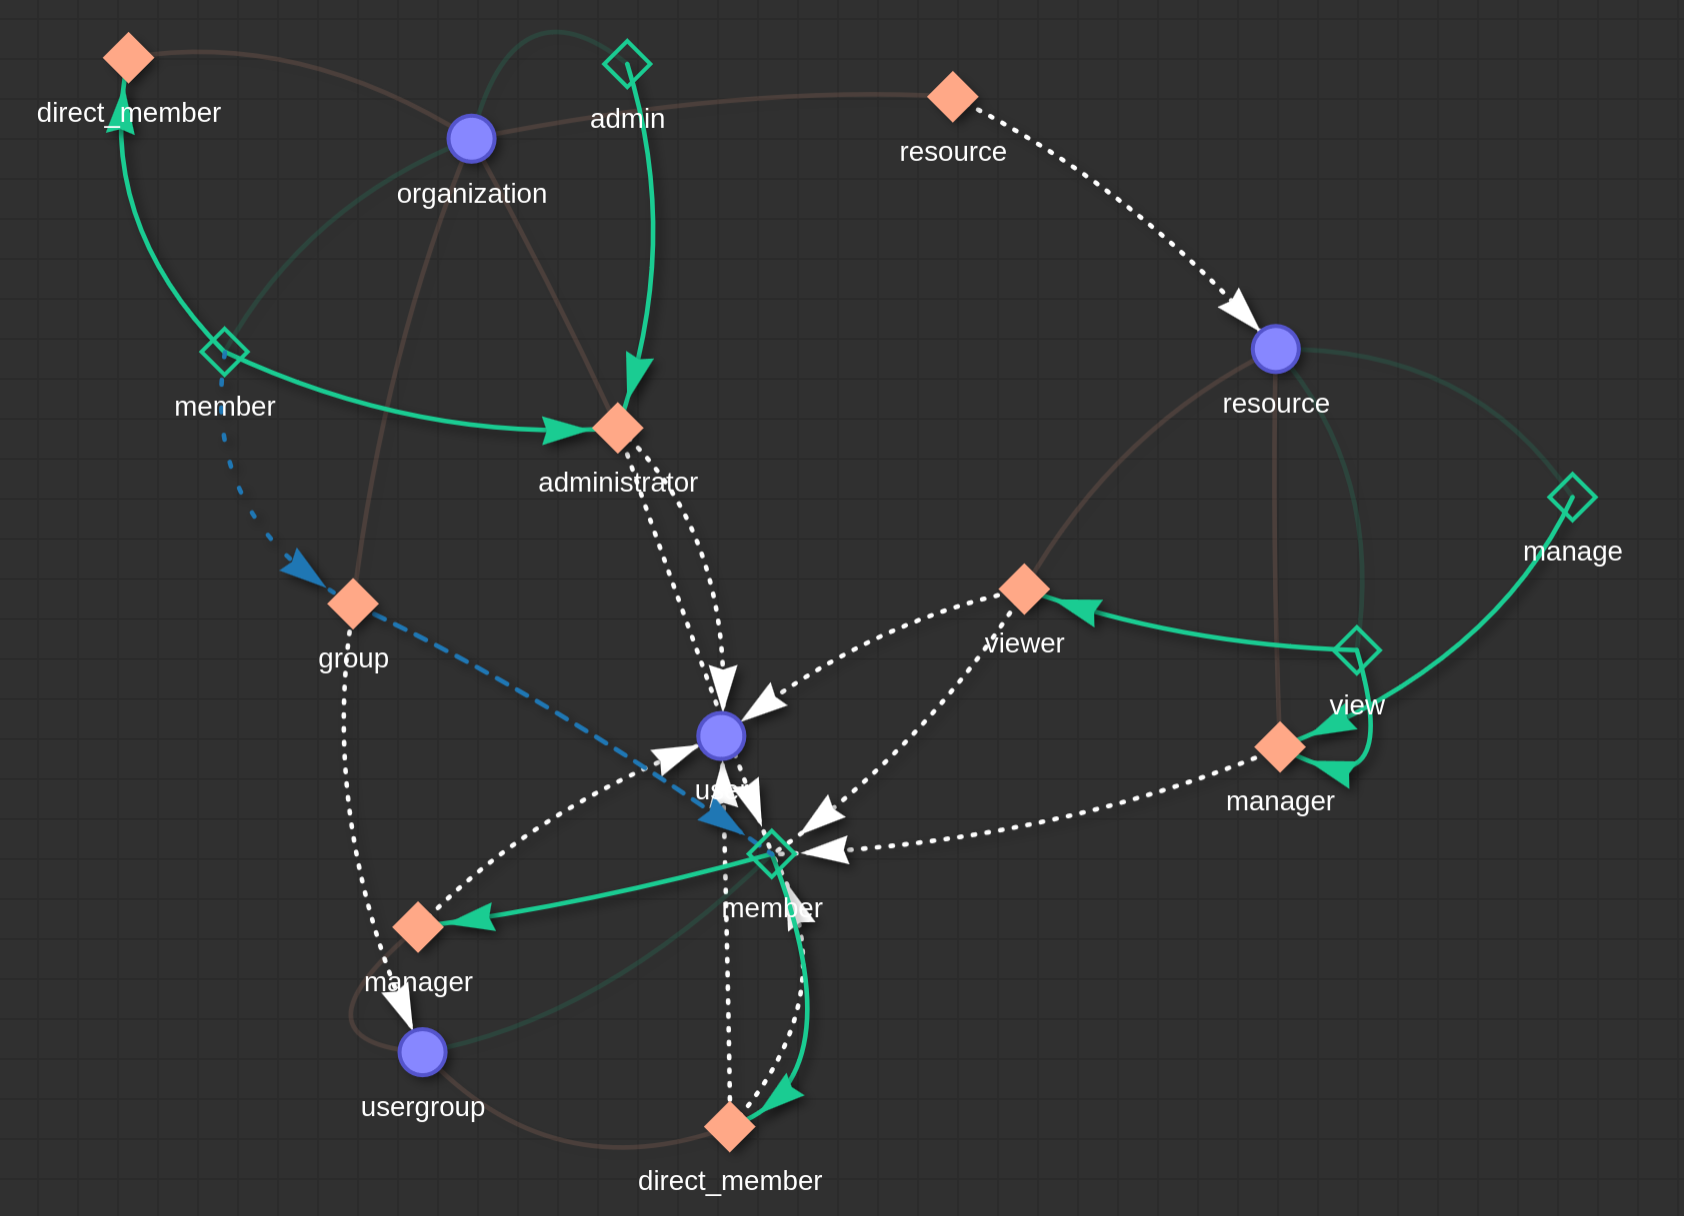 direct_member
admin
resource
organization
member
resource
administrator
manage
viewer
group
view
user
manager
member
manager
usergroup
direct_member